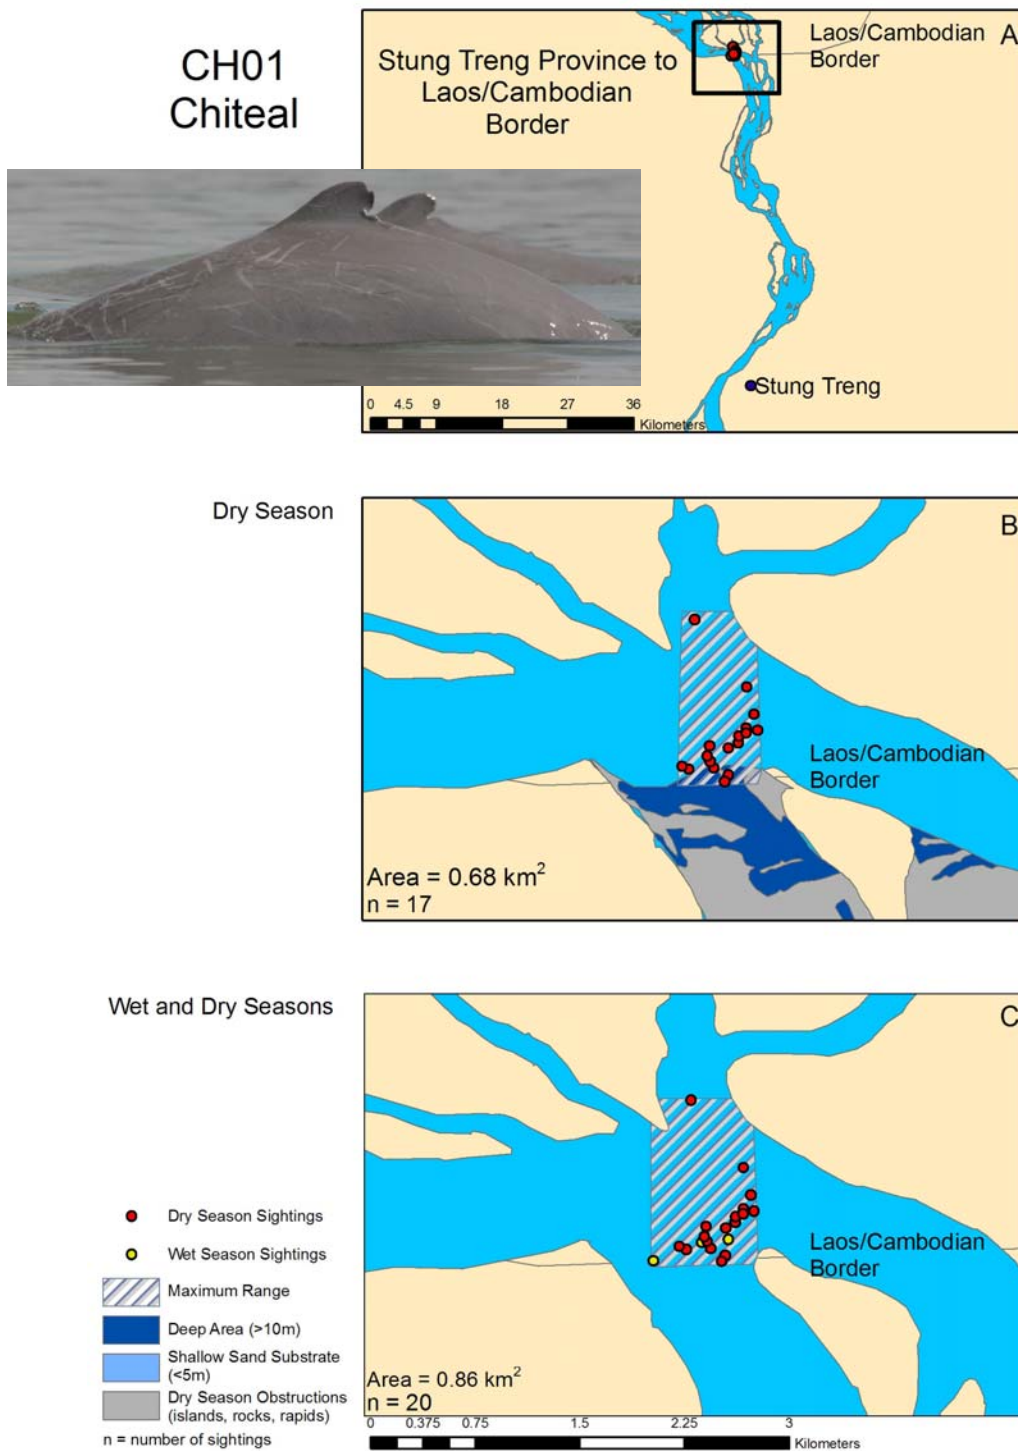 CH01
Chiteal
Stung Treng Province to
Laos/Cambodian
Border
Laos/Cambodian
Border
A
Stung Treng
0 4.5 9 18 27 36
Kilometers
Dry Season
B
Laos/Cambodian
Border
Area = 0.68 km²
n = 17
Wet and Dry Seasons
C
Laos/Cambodian
Border
Area = 0.86 km²
n = 20
Dry Season Sightings
Wet Season Sightings
Maximum Range
Deep Area (>10m)
Shallow Sand Substrate
(<5m)
Dry Season Obstructions
(islands, rocks, rapids)
n = number of sightings
0 0.375 0.75 1.5 2.25 3
Kilometers